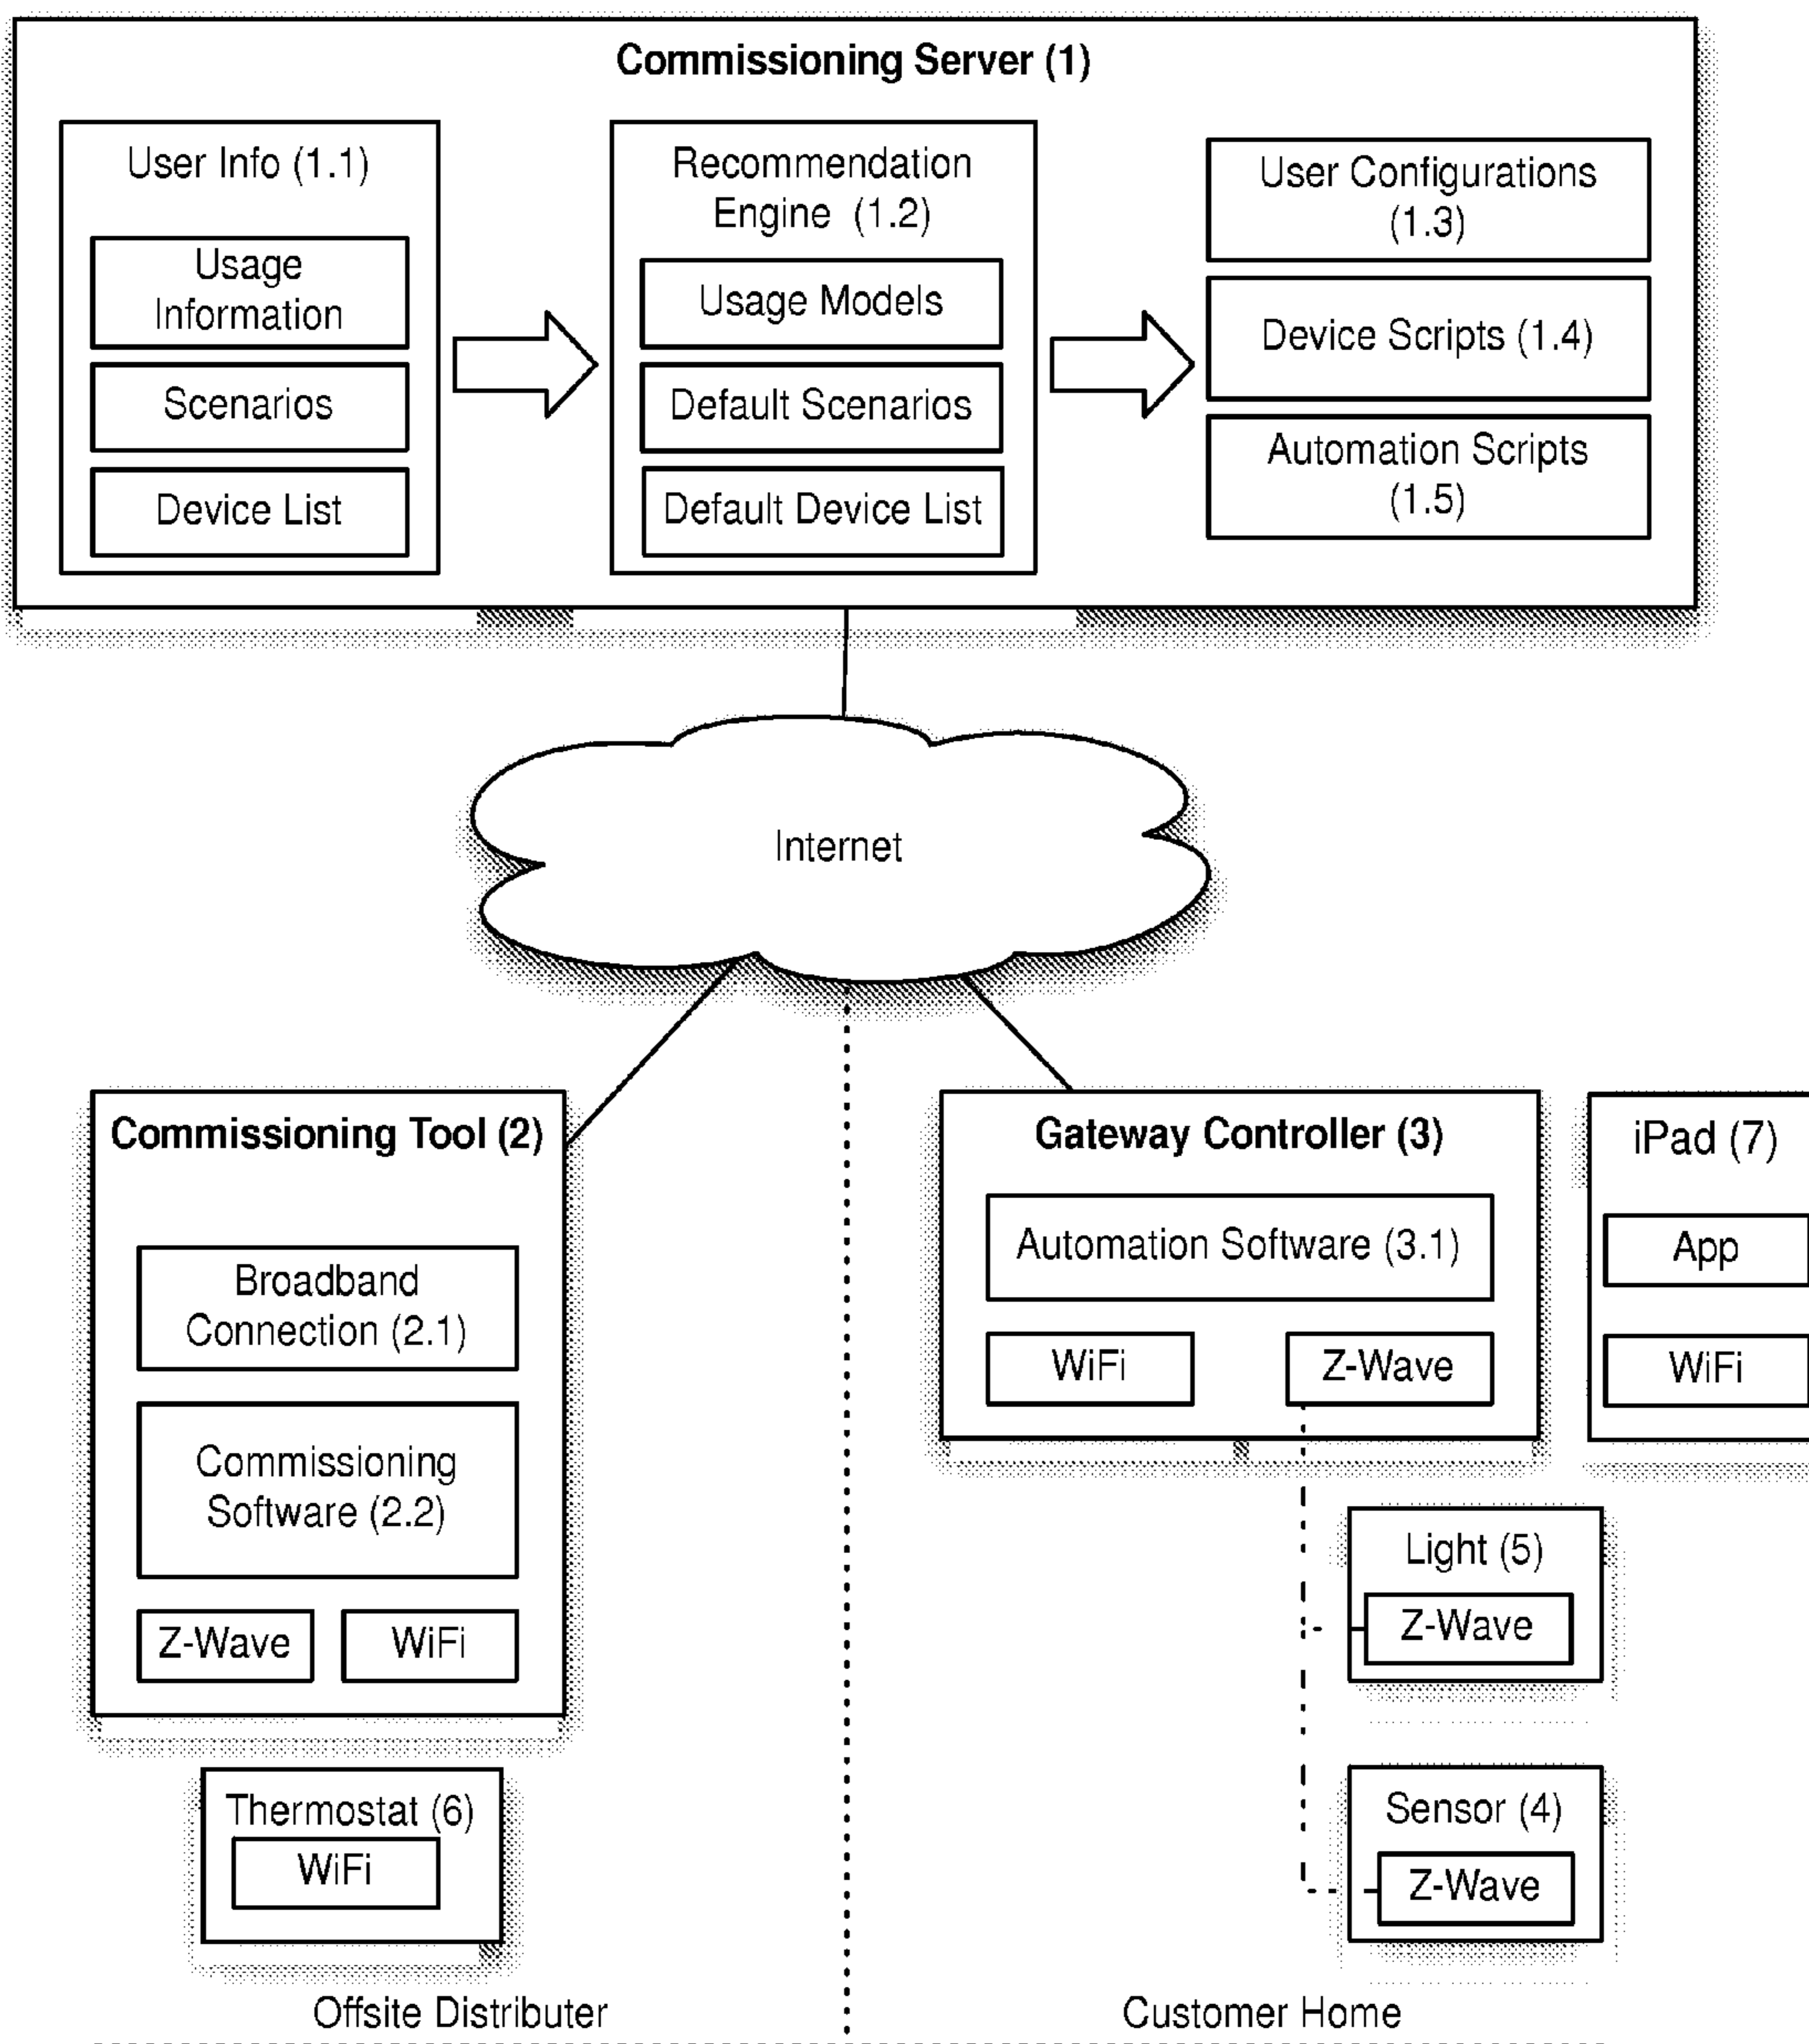 Commissioning Server (1)
User Info (1.1)
Usage
Information
Scenarios
Device List
Recommendation
Engine (1.2)
Usage Models
Default Scenarios
Default Device List
User Configurations
(1.3)
Device Scripts (1.4)
Automation Scripts
(1.5)
Internet
Commissioning Tool (2)
Broadband
Connection (2.1)
Commissioning
Software (2.2)
Z-Wave
WiFi
Thermostat (6)
WiFi
Offsite Distributer
Gateway Controller (3)
Automation Software (3.1)
WiFi
Z-Wave
iPad (7)
App
WiFi
Light (5)
Z-Wave
Sensor (4)
Z-Wave
Customer Home